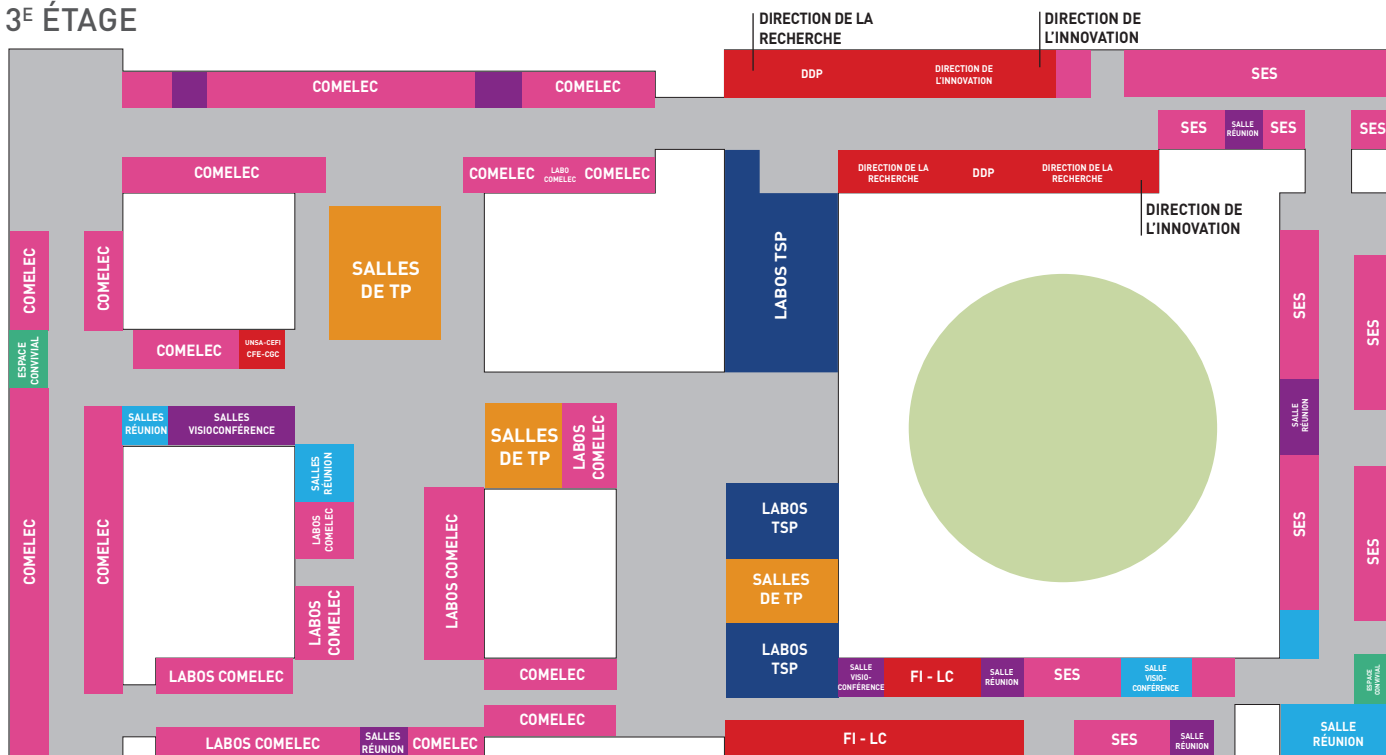 3E ÉTAGE
DIRECTION DE LA
RECHERCHE
DIRECTION DE
L'INNOVATION
COMELEC
COMELEC
DDP
DIRECTION DE
L'INNOVATION
SES
SES
SALLE
RÉUNION
SES
SES
COMELEC
COMELEC
LABO
COMELEC
COMELEC
DIRECTION DE LA
RECHERCHE
DDP
DIRECTION DE LA
RECHERCHE
DIRECTION DE
L'INNOVATION
COMELEC
COMELEC
SALLES
DE TP
LABOS TSP
SES
SES
ESPACE
CONVIVIAL
COMELEC
UNSA-CEFI
CFE-CGC
SALLES
RÉUNION
SALLES
VISIOCONFÉRENCE
SALLES
DE TP
LABOS
COMELEC
SALLE
RÉUNION
SALLES
RÉUNION
LABOS
COMELEC
COMELEC
COMELEC
LABOS COMELEC
LABOS
TSP
SES
SES
SALLES
DE TP
LABOS
COMELEC
LABOS
TSP
LABOS COMELEC
COMELEC
SALLE
VISIO-
CONFÉRENCE
FI - LC
SALLE
RÉUNION
SES
SALLE
VISIO-
CONFÉRENCE
ESPACE
CONVIVIAL
COMELEC
LABOS COMELEC
SALLES
RÉUNION
COMELEC
FI - LC
SES
SALLE
RÉUNION
SALLE
RÉUNION